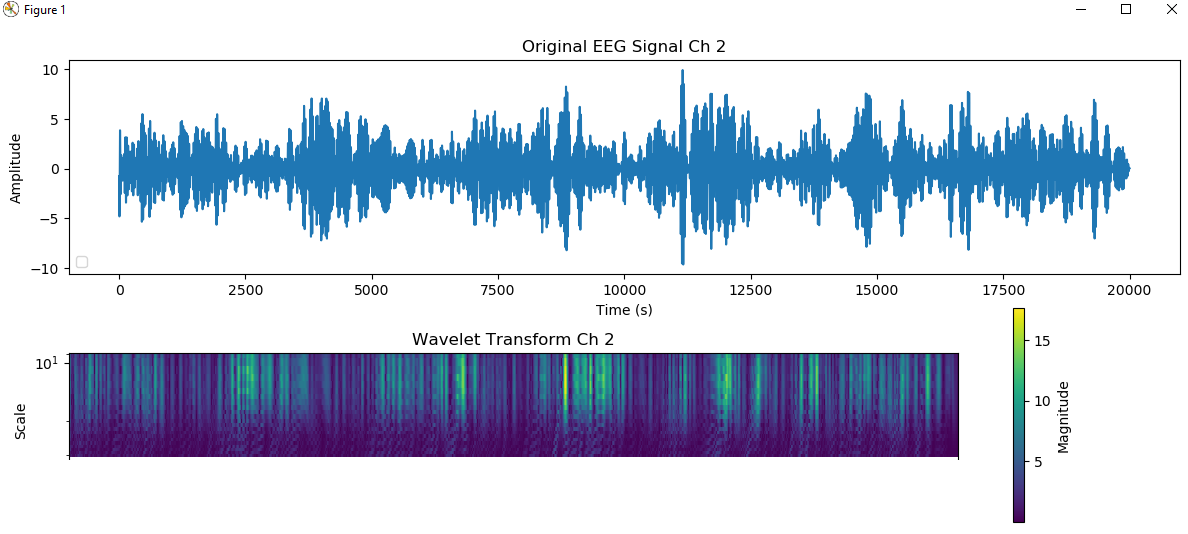 Figure 1
Original EEG Signal Ch 2
10
5
0
−5
−10
Amplitude
0 2500 5000 7500 10000 12500 15000 17500 20000
Time (s)
Wavelet Transform Ch 2
10¹
Scale
15
10
5
Magnitude